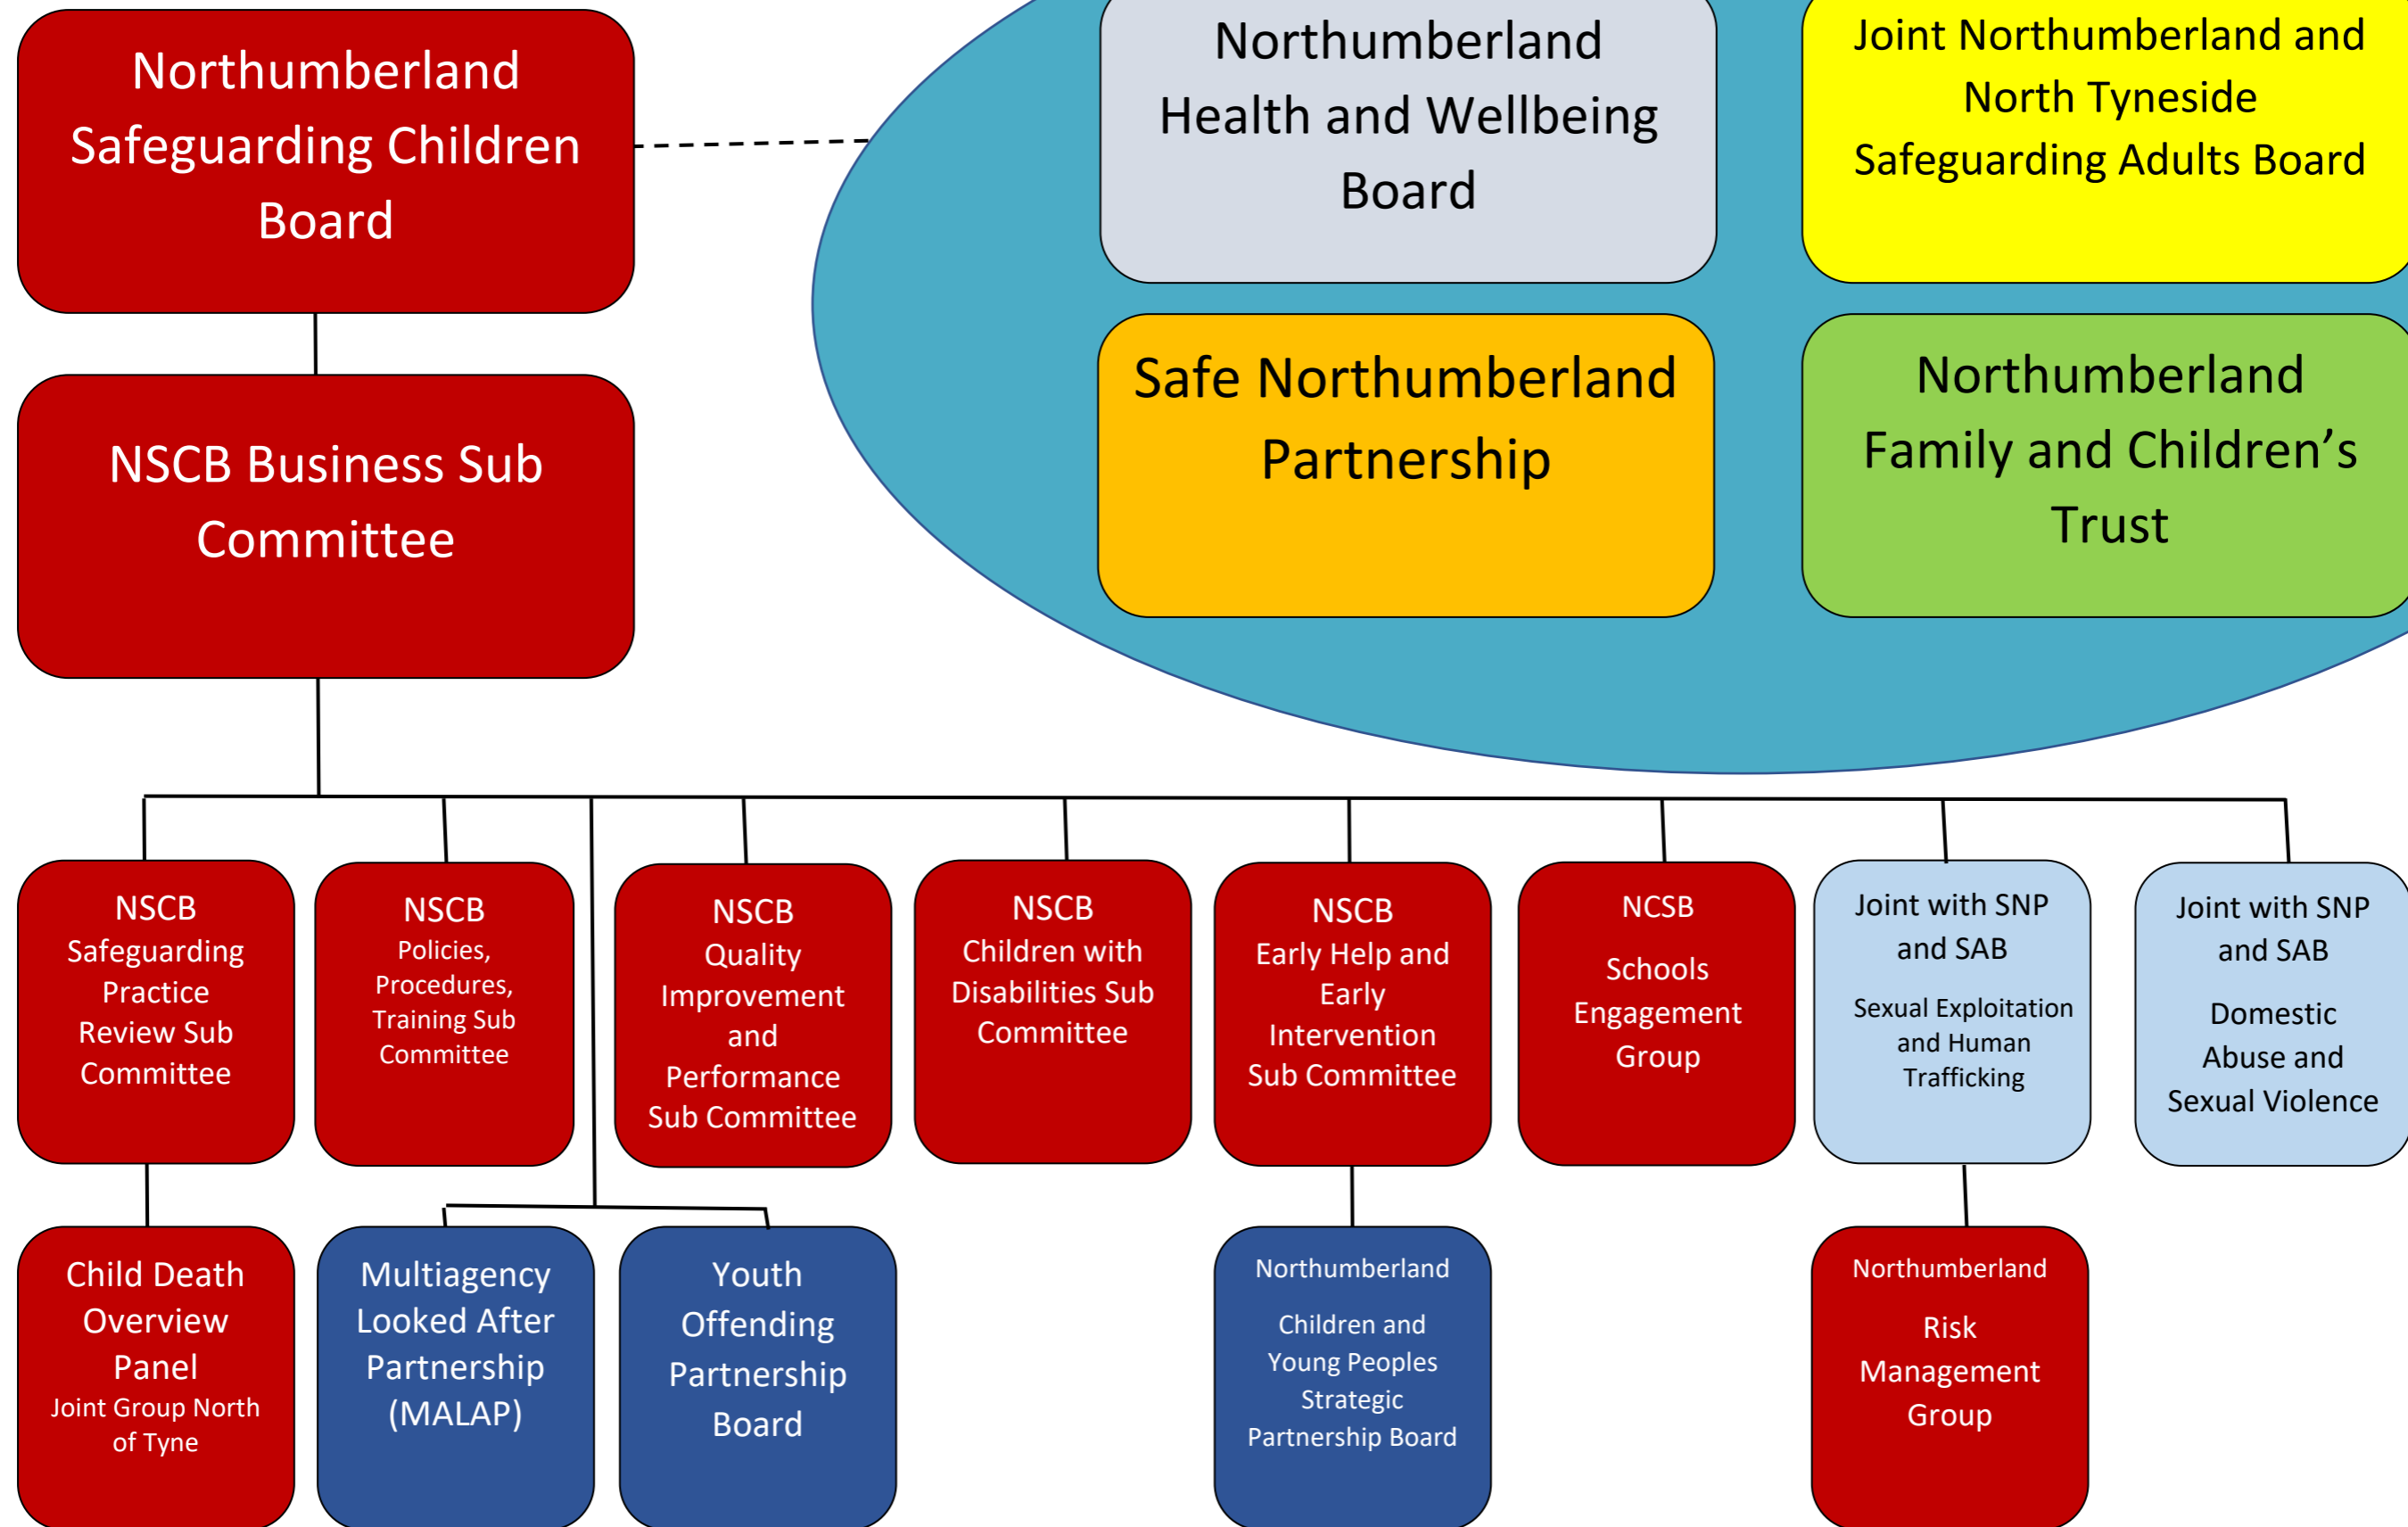 Northumberland
Safeguarding Children
Board
Northumberland
Health and Wellbeing
Board
Joint Northumberland and
North Tyneside
Safeguarding Adults Board
NSCB Business Sub
Committee
Safe Northumberland
Partnership
Northumberland
Family and Children’s
Trust
NSCB
Safeguarding
Practice
Review Sub
Committee
NSCB
Policies,
Procedures,
Training Sub
Committee
NSCB
Quality
Improvement
and
Performance
Sub Committee
NSCB
Children with
Disabilities Sub
Committee
NSCB
Early Help and
Early
Intervention
Sub Committee
NCSB
Schools
Engagement
Group
Joint with SNP
and SAB
Sexual Exploitation
and Human
Trafficking
Joint with SNP
and SAB
Domestic
Abuse and
Sexual Violence
Child Death
Overview
Panel
Joint Group North
of Tyne
Multiagency
Looked After
Partnership
(MALAP)
Youth
Offending
Partnership
Board
Northumberland
Children and
Young Peoples
Strategic
Partnership Board
Northumberland
Risk
Management
Group